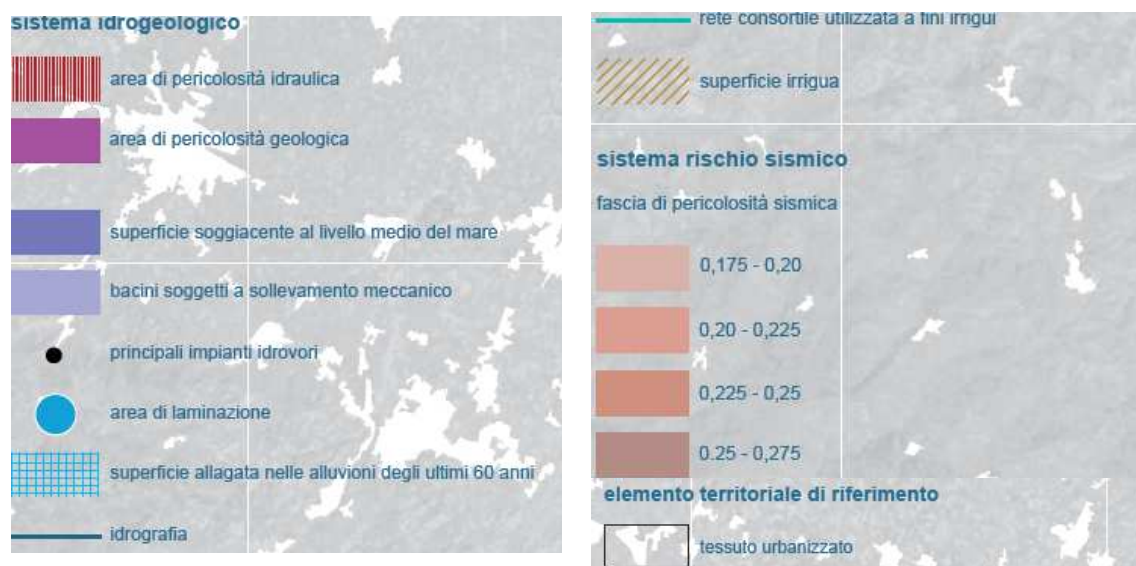 sistema idrogeologico
area di pericolosità idraulica
area di pericolosità geologica
superficie soggiacente al livello medio del mare
bacini soggetti a sollevamento meccanico
principali impianti idrovori
area di laminazione
superficie allagata nelle alluvioni degli ultimi 60 anni
idrografia
rete consortile utilizzata a fini irrigui
superficie irrigua
sistema rischio sismico
fascia di pericolosità sismica
0,175 - 0,20
0,20 - 0,225
0,225 - 0,25
0.25 - 0,275
elemento territoriale di riferimento
tessuto urbanizzato